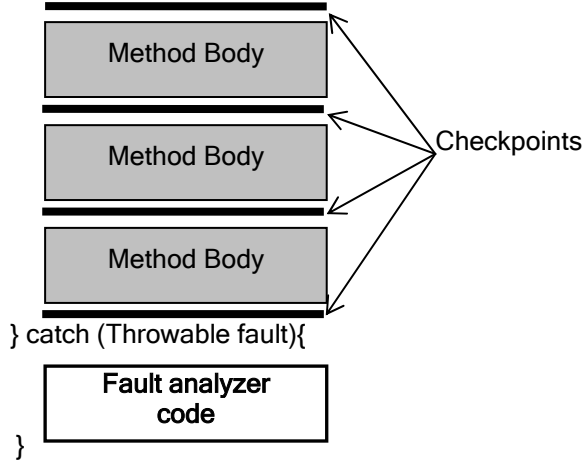 Method Body
Method Body
Checkpoints
Method Body
} catch (Throwable fault){
Fault analyzer
code
}